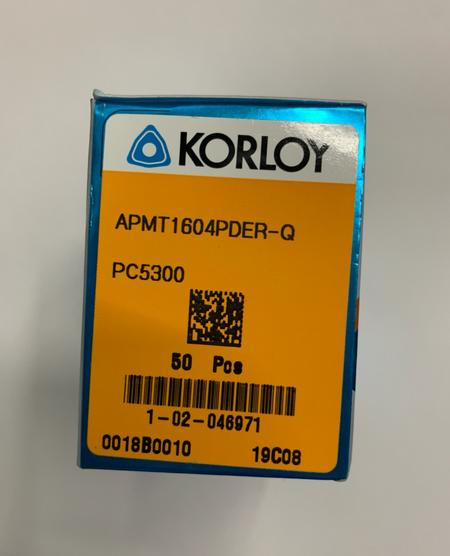 KORLOY
APMT1604PDER-Q
PC5300
50 Pcs
1-02-046971
0018B0010 19C08